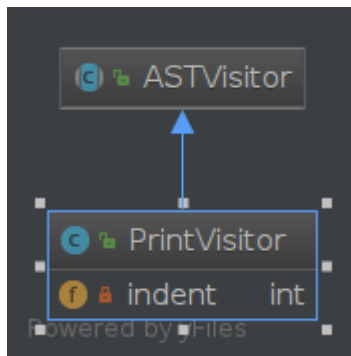 C ASTVisitor
C PrintVisitor
f indent int
Powered by yFiles